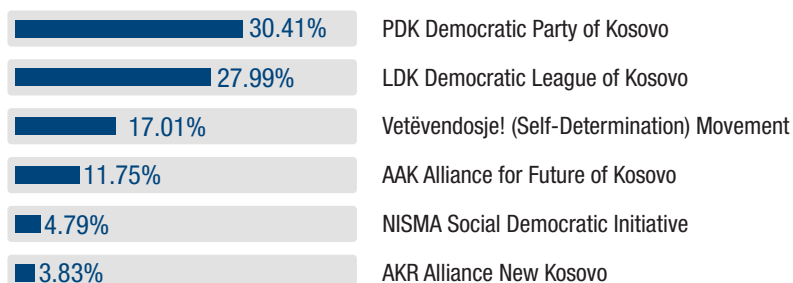 30.41% PDK Democratic Party of Kosovo
27.99% LDK Democratic League of Kosovo
17.01% Vetëvendosje! (Self-Determination) Movement
11.75% AAK Alliance for Future of Kosovo
4.79% NISMA Social Democratic Initiative
3.83% AKR Alliance New Kosovo